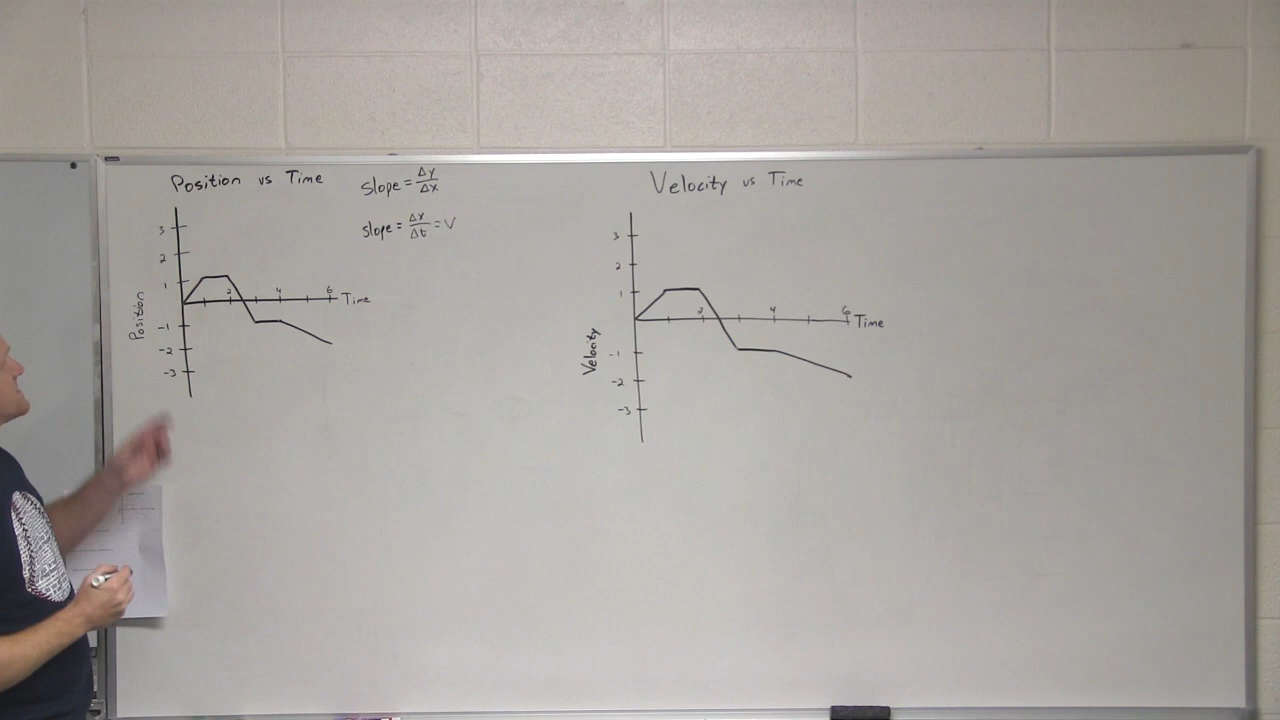 Position vs Time
slope = Δy/Δx
slope = Δx/Δt = V
3
2
1
-1
-2
-3
2 4 6
Time
Position
Velocity vs Time
3
2
1
-1
-2
-3
2 4 6
Time
Velocity